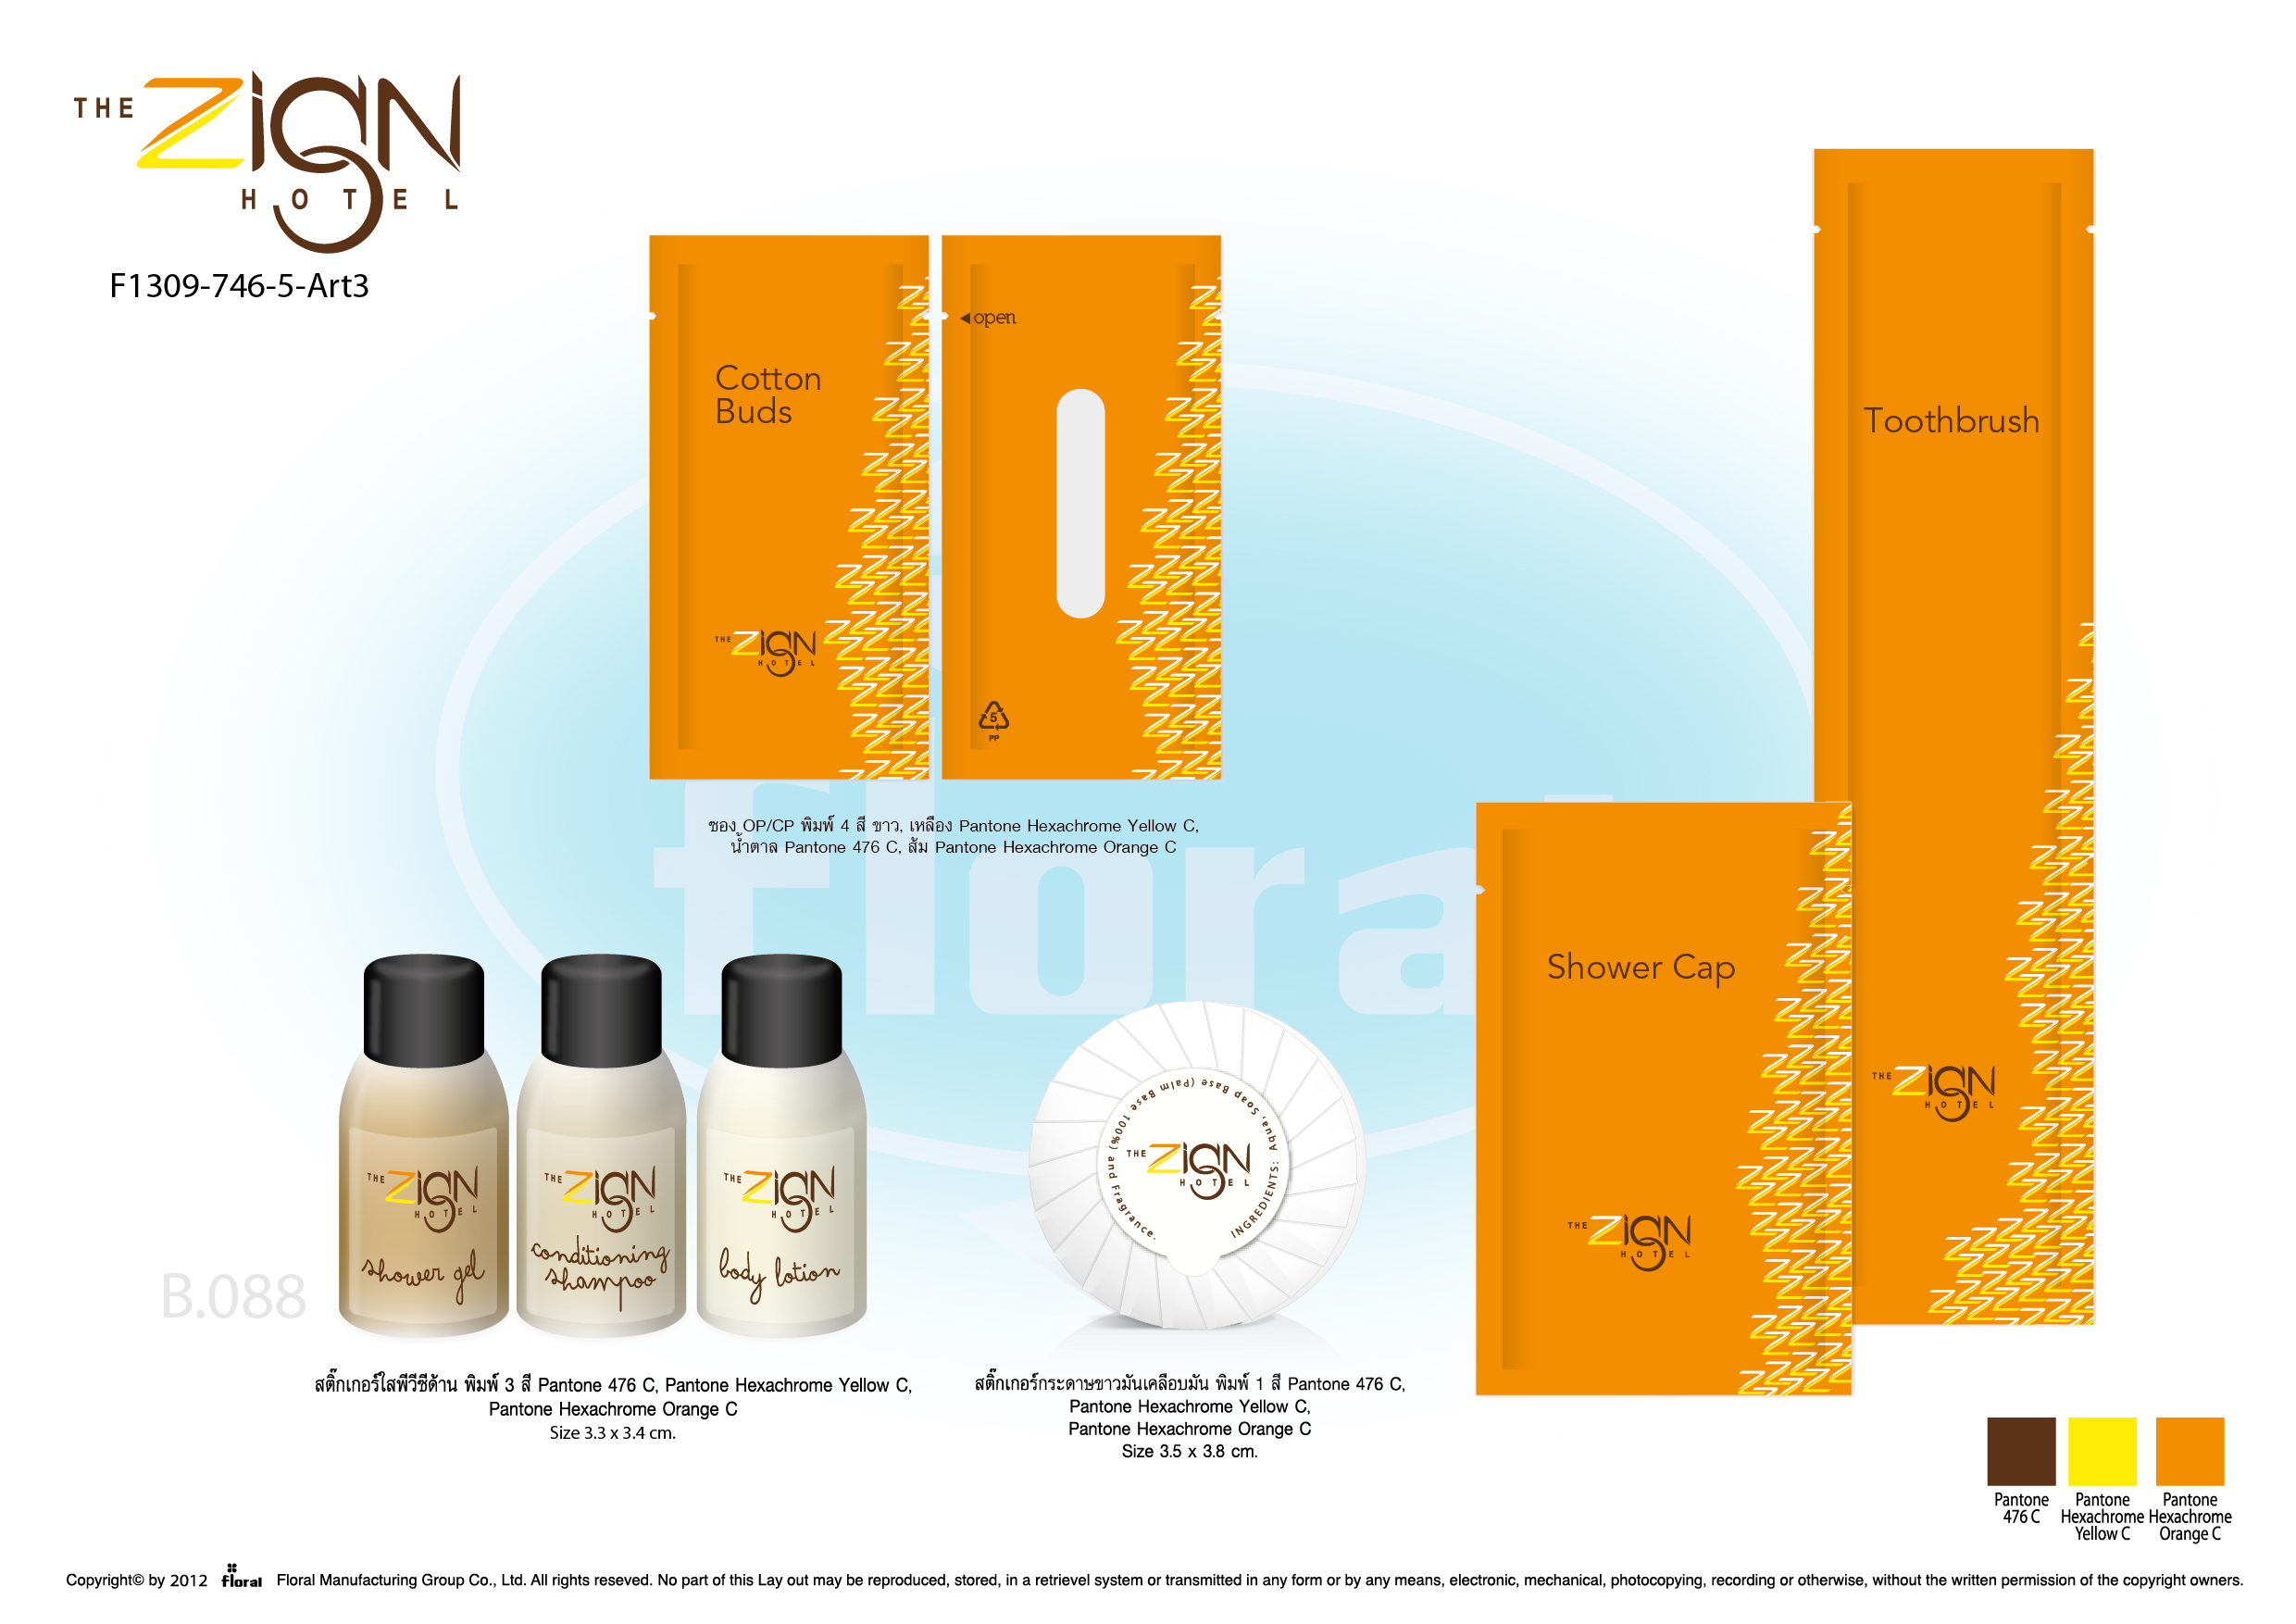 THE ZIGN
HOTEL
F1309-746-5-Art3
Cotton
Buds
THE ZIGN
HOTEL
open
5
PP
Toothbrush
THE ZIGN
HOTEL
ซอง OP/CP พิมพ์ 4 สี ขาว, เหลือง Pantone Hexachrome Yellow C,
น้ำตาล Pantone 476 C, ส้ม Pantone Hexachrome Orange C
floral
Shower Cap
THE ZIGN
HOTEL
B.088
THE ZIGN
HOTEL
shower gel
THE ZIGN
HOTEL
conditioning
shampoo
THE ZIGN
HOTEL
body lotion
INGREDIENTS: Aqua, Soap Base (Palm Base 100%) and Fragrance.
THE ZIGN
HOTEL
สติ๊กเกอร์ใสพีวีซีด้าน พิมพ์ 3 สี Pantone 476 C, Pantone Hexachrome Yellow C,
Pantone Hexachrome Orange C
Size 3.3 x 3.4 cm.
สติ๊กเกอร์กระดาษขาวมันเคลือบมัน พิมพ์ 1 สี Pantone 476 C,
Pantone Hexachrome Yellow C,
Pantone Hexachrome Orange C
Size 3.5 x 3.8 cm.
Pantone
476 C
Pantone
Hexachrome
Yellow C
Pantone
Hexachrome
Orange C
Copyright© by 2012 floral Floral Manufacturing Group Co., Ltd. All rights reseved. No part of this Lay out may be reproduced, stored, in a retrievel system or transmitted in any form or by any means, electronic, mechanical, photocopying, recording or otherwise, without the written permission of the copyright owners.